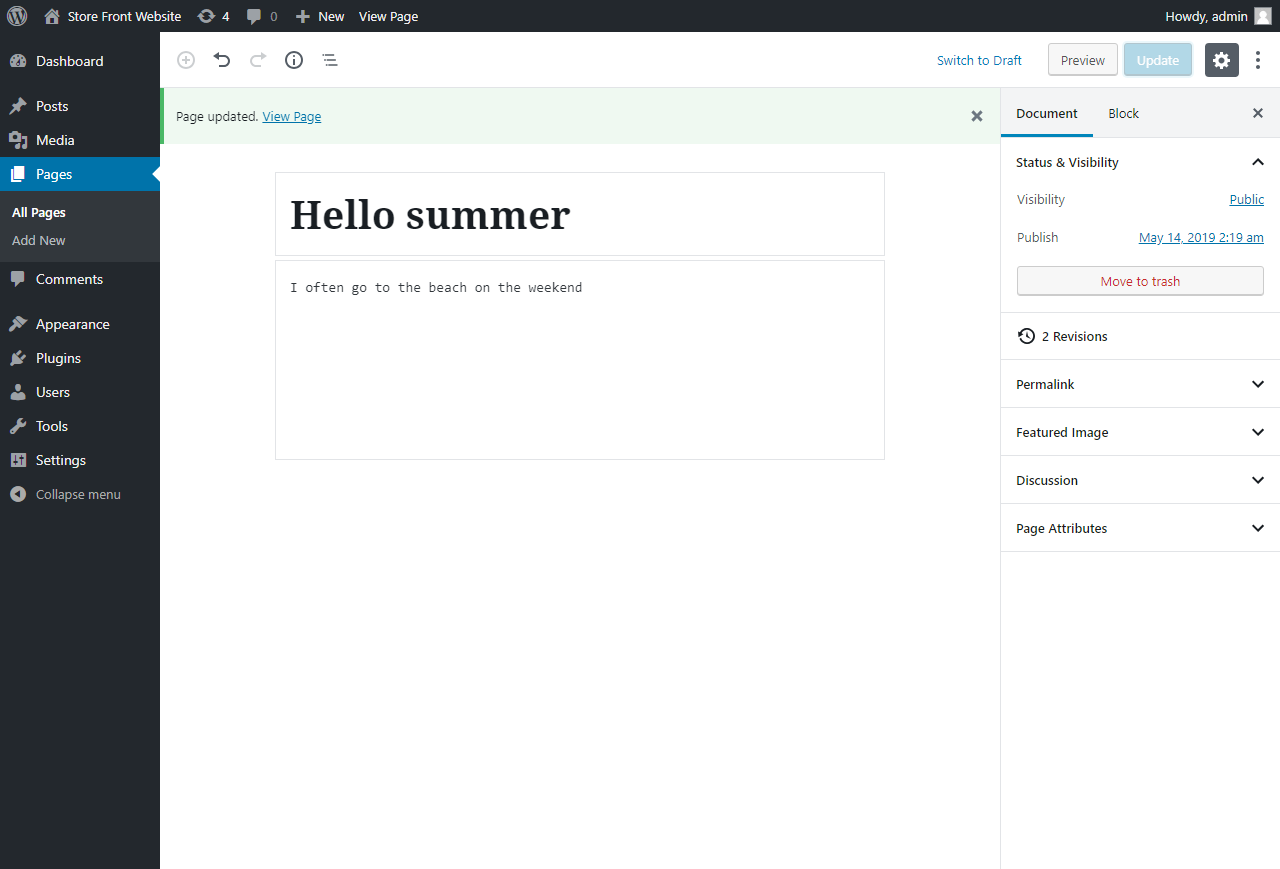 Store Front Website 4 0 New View Page Howdy, admin
Dashboard
Posts
Media
Pages
All Pages
Add New
Comments
Appearance
Plugins
Users
Tools
Settings
Collapse menu
Switch to Draft Preview Update
Page updated. View Page
Hello summer
I often go to the beach on the weekend
Document Block
Status & Visibility
Visibility Public
Publish May 14, 2019 2:19 am
Move to trash
2 Revisions
Permalink
Featured Image
Discussion
Page Attributes